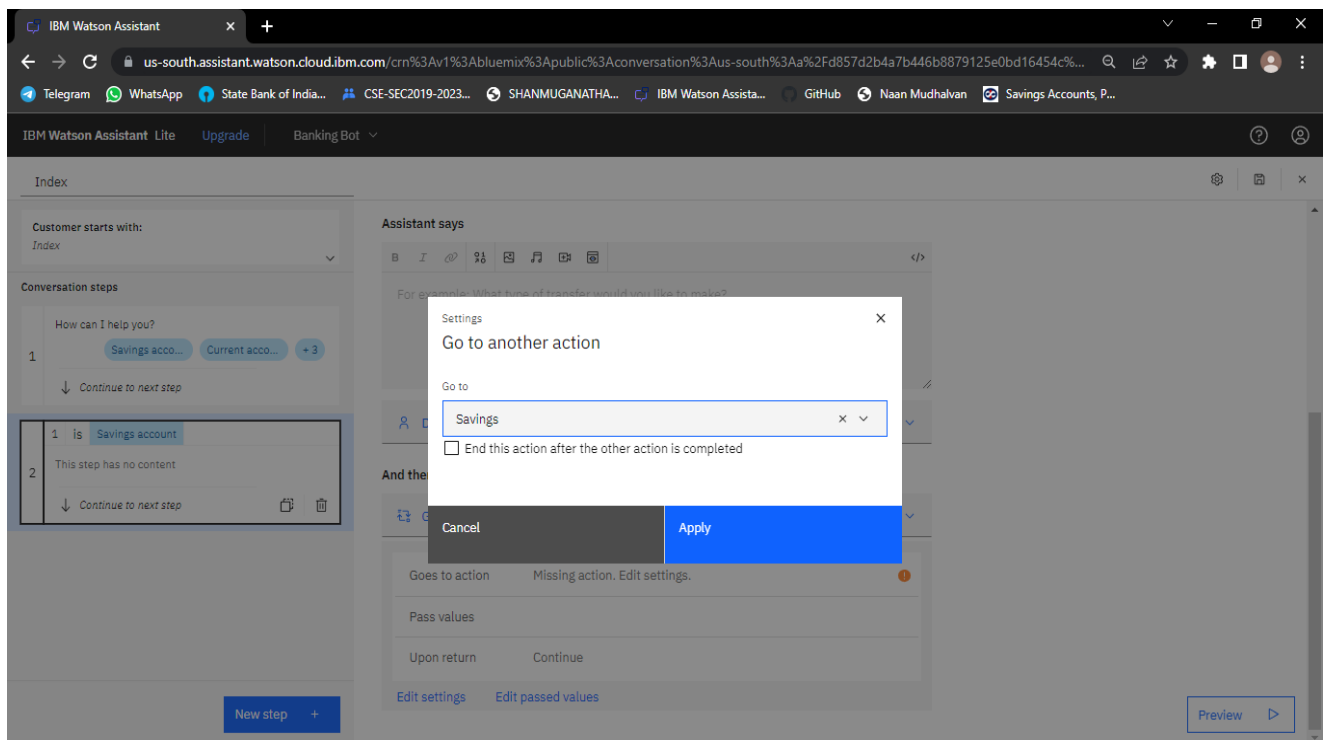 IBM Watson Assistant
us-south.assistant.watson.cloud.ibm.com/crn%3Av1%3Abluemix%3Apublic%3Aconversation%3Aus-south%3Aa%2Fd857d2b4a7b446b8879125e0bd16454c%...
Telegram WhatsApp State Bank of India... CSE-SEC2019-2023... SHANMUGANATHA... IBM Watson Assista... GitHub Naan Mudhalvan Savings Accounts, P...
IBM Watson Assistant Lite Upgrade Banking Bot
Index
Customer starts with:
Index
Conversation steps
1
How can I help you?
Savings acco... Current acco... + 3
Continue to next step
2
1 is Savings account
This step has no content
Continue to next step
New step +
Assistant says
B I
</>
For example: What type of transfer would you like to make?
D
And the
G
Settings
Go to another action
Go to
Savings
End this action after the other action is completed
Cancel Apply
Goes to action Missing action. Edit settings.
Pass values
Upon return Continue
Edit settings Edit passed values
Preview